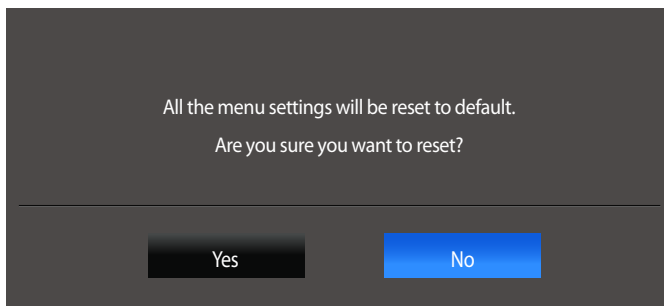 All the menu settings will be reset to default.
Are you sure you want to reset?
Yes
No